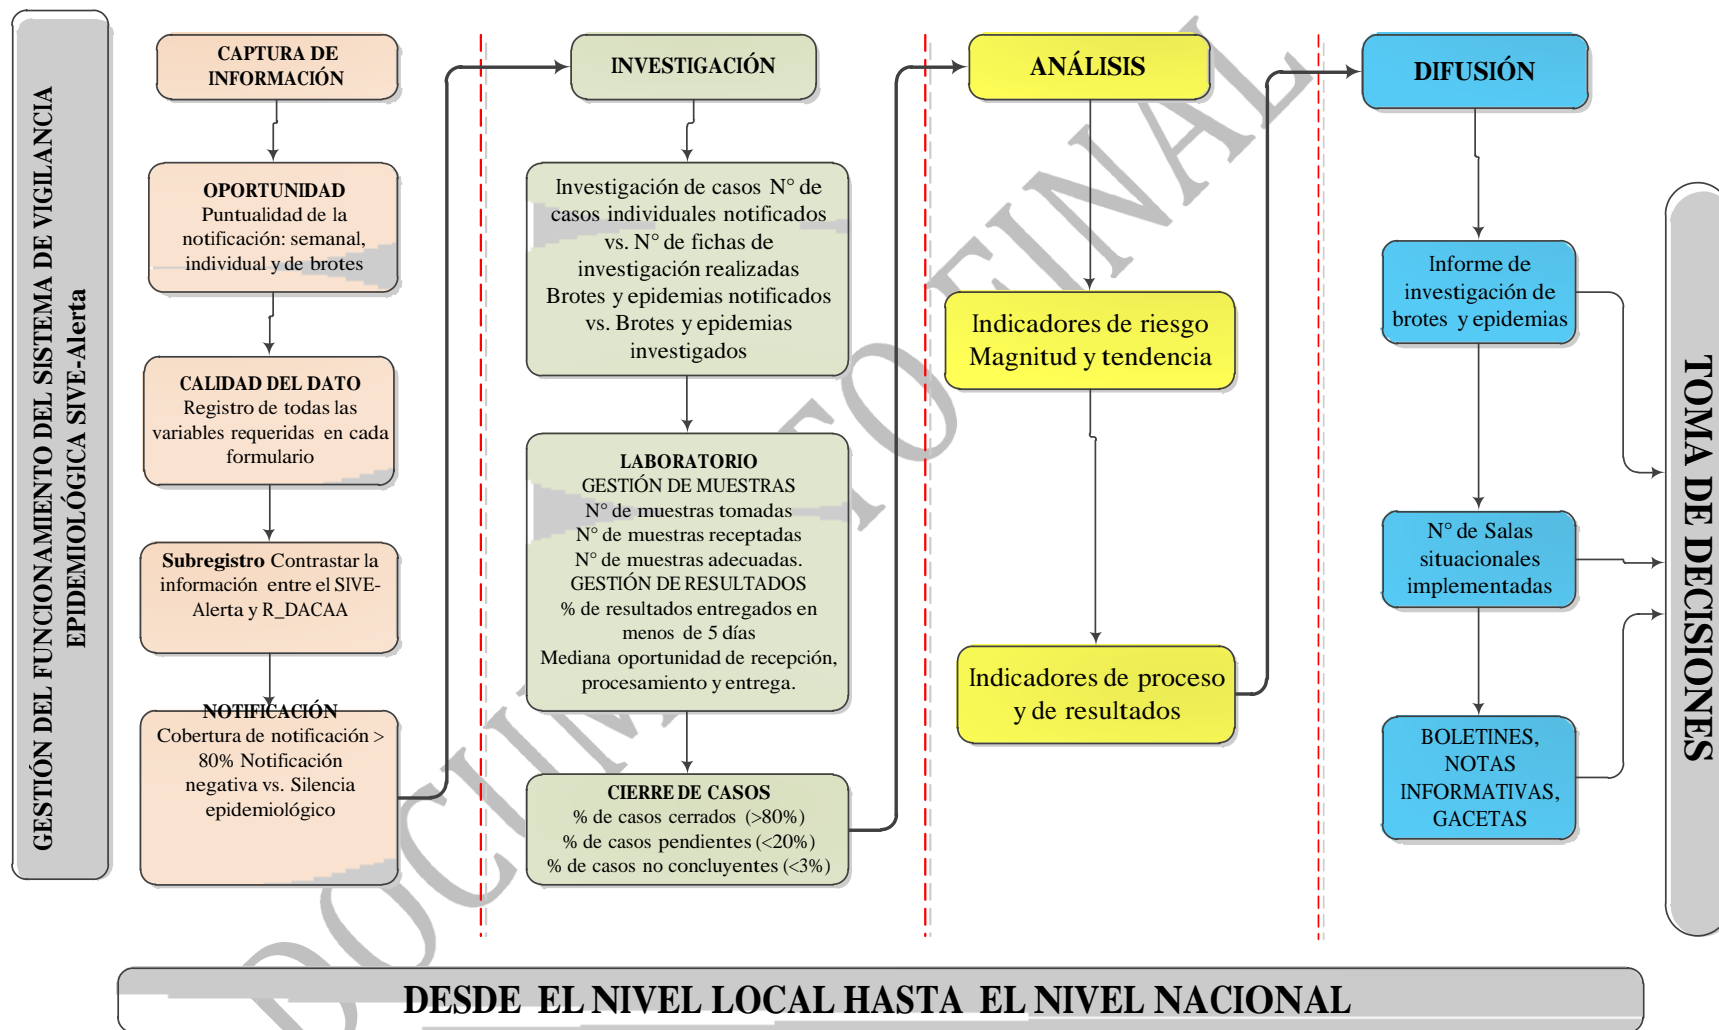 GESTIÓN DEL FUNCIONAMIENTO DEL SISTEMA DE VIGILANCIA
EPIDEMIOLÓGICA SIVE-Alerta
CAPTURA DE
INFORMACIÓN
OPORTUNIDAD
Puntualidad de la
notificación: semanal,
individual y de brotes
CALIDAD DEL DATO
Registro de todas las
variables requeridas en cada
formulario
Subregistro Contrastar la
información entre el SIVE-
Alerta y R_DACAA
NOTIFICACIÓN
Cobertura de notificación >
80% Notificación
negativa vs. Silencia
epidemiológico
INVESTIGACIÓN
Investigación de casos N° de
casos individuales notificados
vs. N° de fichas de
investigación realizadas
Brotes y epidemias notificados
vs. Brotes y epidemias
investigados
LABORATORIO
GESTIÓN DE MUESTRAS
N° de muestras tomadas
N° de muestras receptadas
N° de muestras adecuadas.
GESTIÓN DE RESULTADOS
% de resultados entregados en
menos de 5 días
Mediana oportunidad de recepción,
procesamiento y entrega.
CIERRE DE CASOS
% de casos cerrados (>80%)
% de casos pendientes (<20%)
% de casos no concluyentes (<3%)
ANÁLISIS
Indicadores de riesgo
Magnitud y tendencia
Indicadores de proceso
y de resultados
DIFUSIÓN
Informe de
investigación de
brotes y epidemias
N° de Salas
situacionales
implementadas
BOLETINES,
NOTAS
INFORMATIVAS,
GACETAS
TOMA DE DECISIONES
DESDE EL NIVEL LOCAL HASTA EL NIVEL NACIONAL